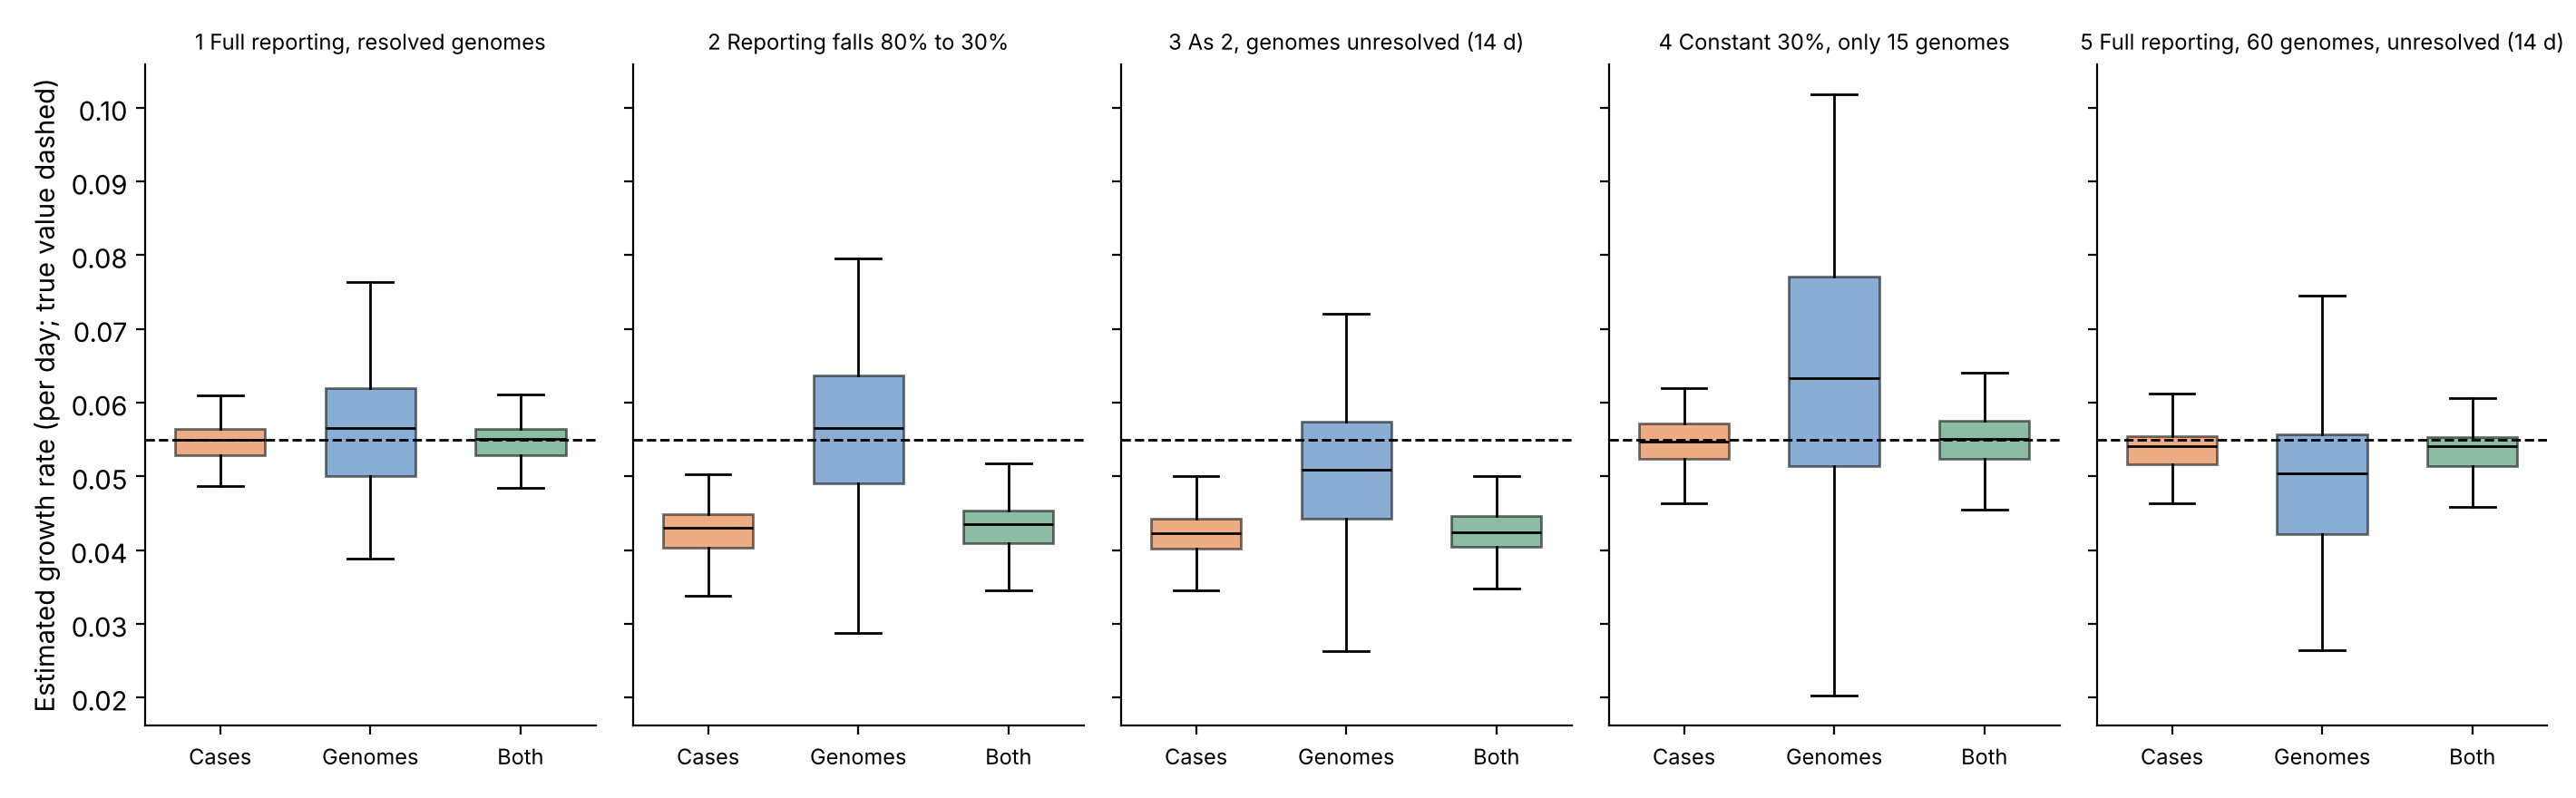 1 Full reporting, resolved genomes
2 Reporting falls 80% to 30%
3 As 2, genomes unresolved (14 d)
4 Constant 30%, only 15 genomes
5 Full reporting, 60 genomes, unresolved (14 d)
Estimated growth rate (per day; true value dashed)
0.10
0.09
0.08
0.07
0.06
0.05
0.04
0.03
0.02
Cases Genomes Both
Cases Genomes Both
Cases Genomes Both
Cases Genomes Both
Cases Genomes Both